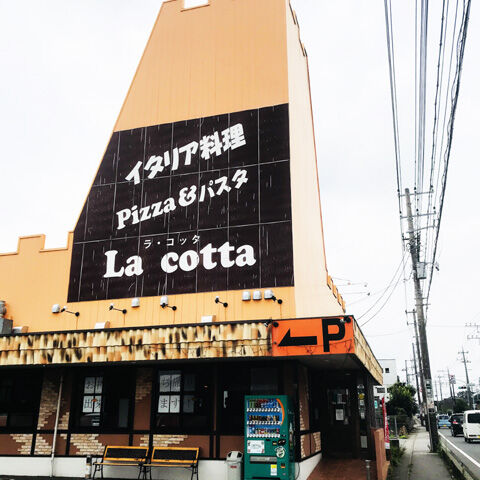 イタリア料理
Pizza&パスタ
ラ・コッタ
La cotta
←P